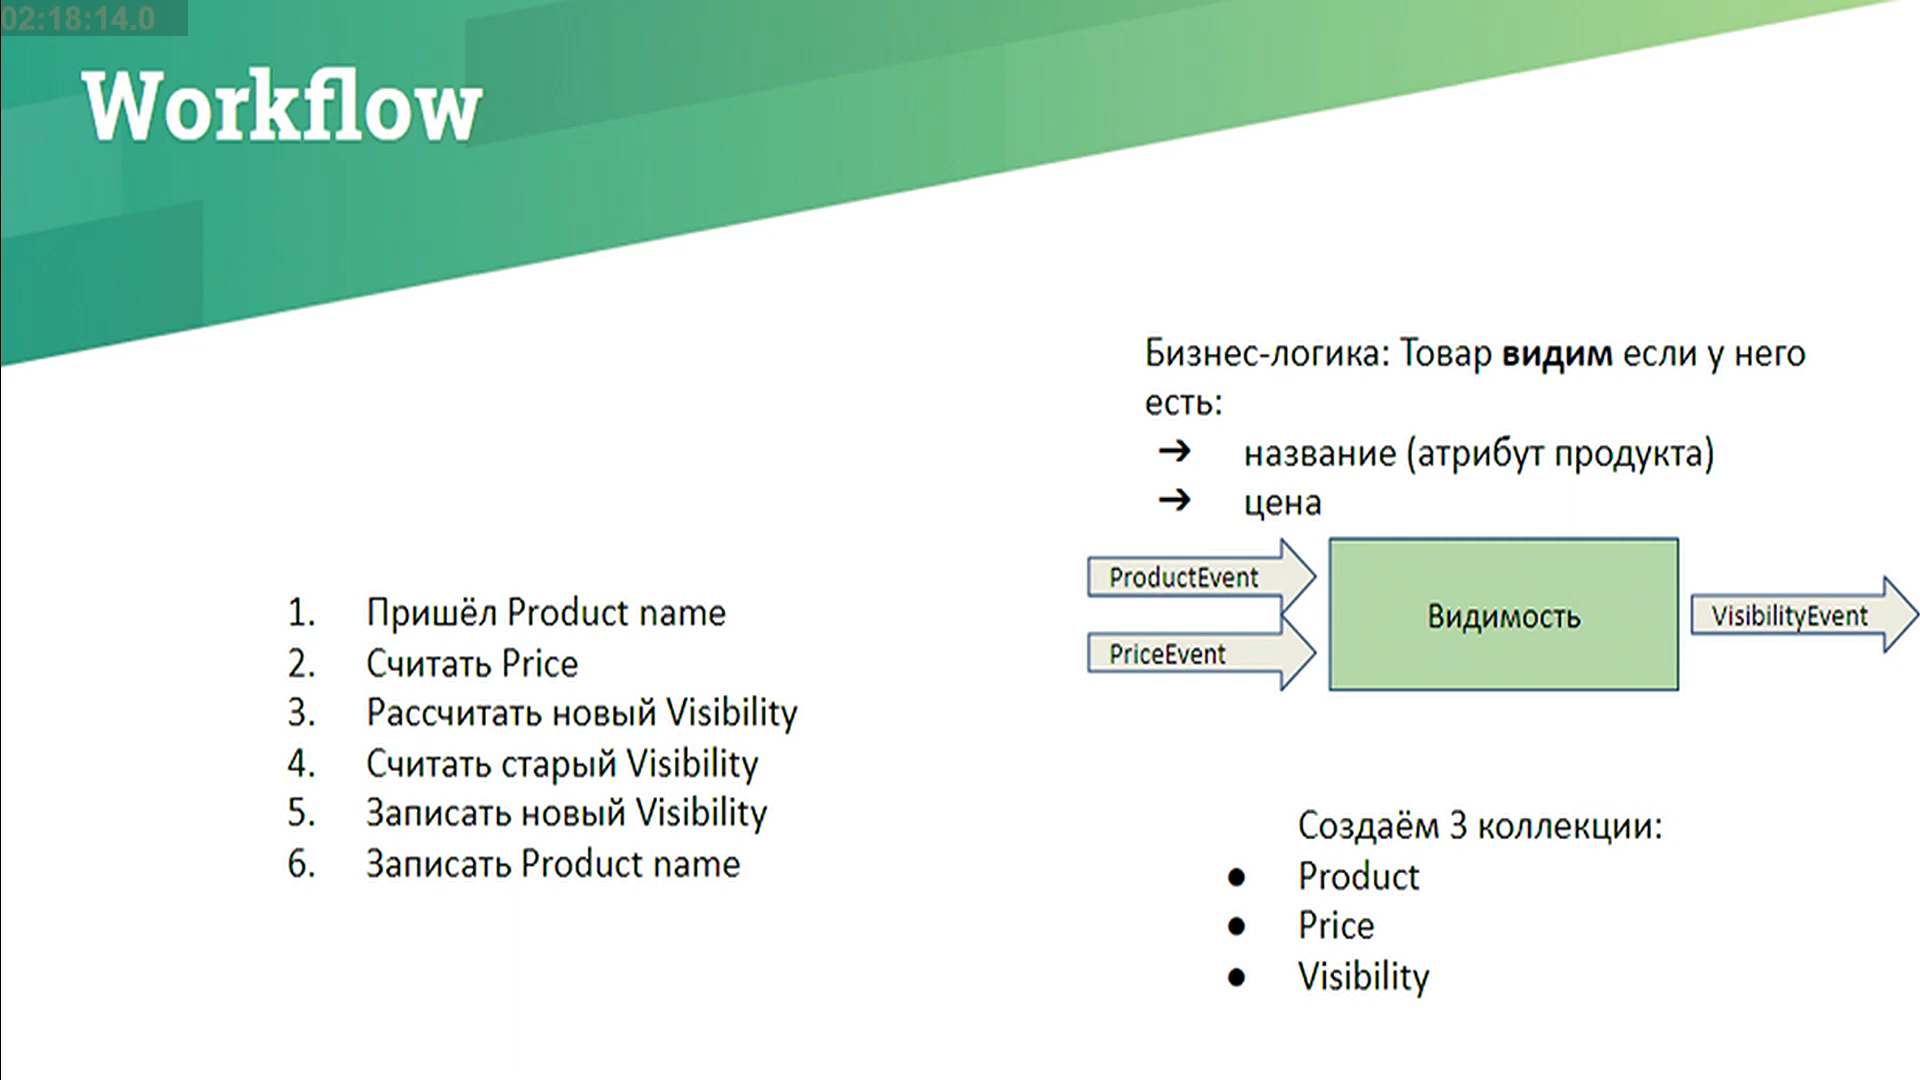 02:18:14.0
Workflow
Бизнес-логика: Товар видим если у него
есть:
➔ название (атрибут продукта)
➔ цена
ProductEvent
PriceEvent
Видимость
VisibilityEvent
1. Пришёл Product name
2. Считать Price
3. Рассчитать новый Visibility
4. Считать старый Visibility
5. Записать новый Visibility
6. Записать Product name
Создаём 3 коллекции:
● Product
● Price
● Visibility